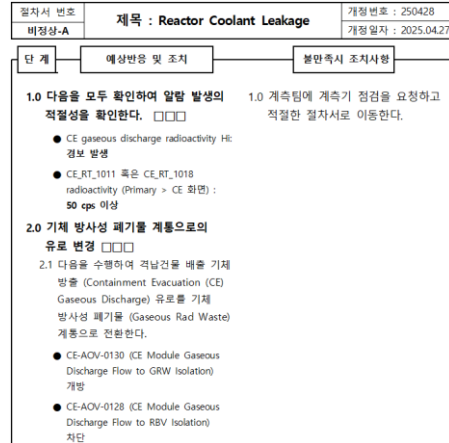 절차서 번호
비정상-A
제목 : Reactor Coolant Leakage
개정번호 : 250428
개정일자 : 2025.04.27
단 계
예상반응 및 조치
불만족시 조치사항
1.0 다음을 모두 확인하여 알람 발생의
적절성을 확인한다. □□□
● CE gaseous discharge radioactivity Hi:
경보 발생
● CE_RT_1011 혹은 CE_RT_1018
radioactivity (Primary > CE 화면) :
50 cps 이상
1.0 계측팀에 계측기 점검을 요청하고
적절한 절차서로 이동한다.
2.0 기체 방사성 폐기물 계통으로의
유로 변경 □□□
2.1 다음을 수행하여 격납건물 배출 기체
방출 (Containment Evacuation (CE)
Gaseous Discharge) 유로를 기체
방사성 폐기물 (Gaseous Rad Waste)
계통으로 전환한다.
● CE-AOV-0130 (CE Module Gaseous
Discharge Flow to GRW Isolation)
개방
● CE-AOV-0128 (CE Module Gaseous
Discharge Flow to RBV Isolation)
차단